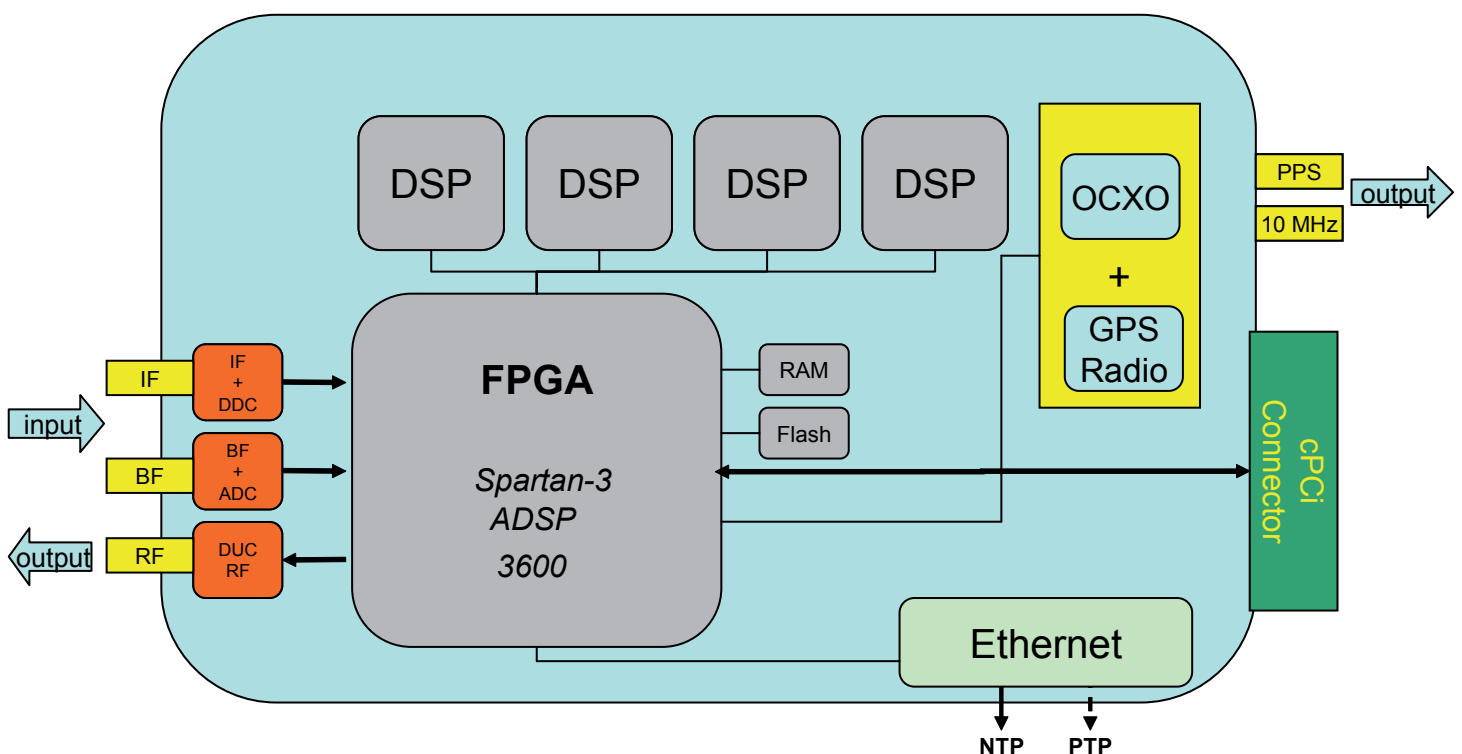 DSP
DSP
DSP
DSP
OCXO
+
GPS
Radio
PPS
10 MHz
output
IF
IF
+
DDC
input
BF
BF
+
ADC
output
RF
DUC
RF
FPGA
Spartan-3
ADSP
3600
RAM
Flash
cPCi
Connector
Ethernet
NTP
PTP